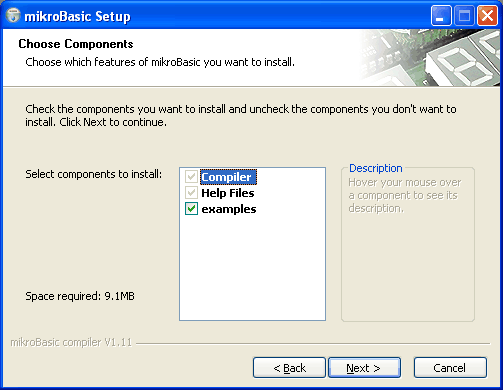 mikroBasic Setup
Choose Components
Choose which features of mikroBasic you want to install.
Check the components you want to install and uncheck the components you don't want to
install. Click Next to continue.
Select components to install:
Compiler
Help Files
examples
Description
Hover your mouse over
a component to see its
description.
Space required: 9.1MB
mikroBasic compiler V1.11
< Back
Next >
Cancel